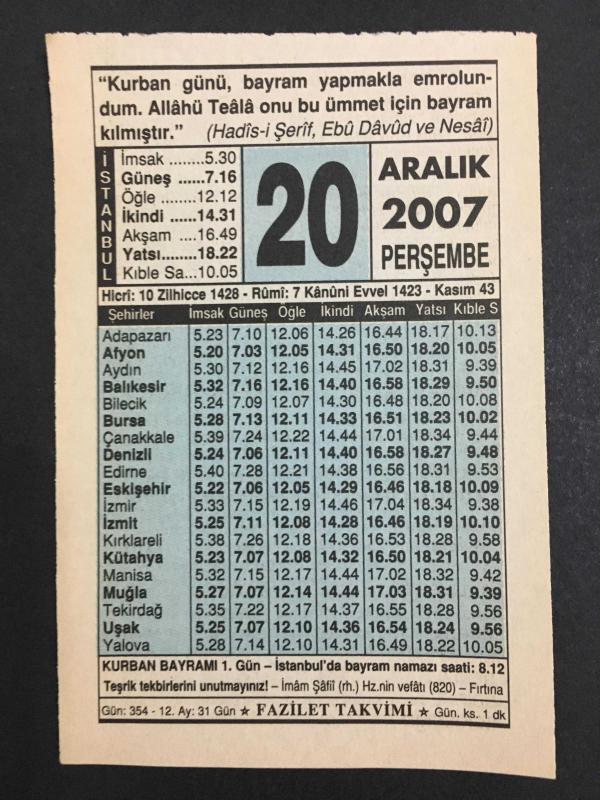 “Kurban günü, bayram yapmakla emrolun-
dum. Allâhü Teâlâ onu bu ümmet için bayram
kılmıştır.” (Hadîs-i Şerîf, Ebû Dâvûd ve Nesâî)
İSTANBUL
İmsak ........5.30
Güneş ......7.16
Öğle ........12.12
İkindi ......14.31
Akşam ....16.49
Yatsı........18.22
Kıble Sa...10.05
20
ARALIK
2007
PERŞEMBE
Hicrî: 10 Zilhicce 1428 - Rûmî: 7 Kânûni Evvel 1423 - Kasım 43
Şehirler İmsak Güneş Öğle İkindi Akşam Yatsı Kıble S
Adapazarı 5.23 7.10 12.06 14.26 16.44 18.17 10.13
Afyon 5.20 7.03 12.05 14.31 16.50 18.20 10.05
Aydın 5.30 7.12 12.16 14.45 17.02 18.31 9.39
Balıkesir 5.32 7.16 12.16 14.40 16.58 18.29 9.50
Bilecik 5.24 7.09 12.07 14.30 16.48 18.20 10.08
Bursa 5.28 7.13 12.11 14.33 16.51 18.23 10.02
Çanakkale 5.39 7.24 12.22 14.44 17.01 18.34 9.44
Denizli 5.24 7.06 12.11 14.40 16.58 18.27 9.48
Edirne 5.40 7.28 12.21 14.38 16.56 18.31 9.53
Eskişehir 5.22 7.06 12.05 14.29 16.46 18.18 10.09
İzmir 5.33 7.15 12.19 14.46 17.04 18.34 9.38
İzmit 5.25 7.11 12.08 14.28 16.46 18.19 10.10
Kırklareli 5.38 7.26 12.18 14.36 16.53 18.28 9.58
Kütahya 5.23 7.07 12.08 14.32 16.50 18.21 10.04
Manisa 5.32 7.15 12.17 14.44 17.02 18.32 9.42
Muğla 5.27 7.07 12.14 14.44 17.03 18.31 9.39
Tekirdağ 5.35 7.22 12.17 14.37 16.55 18.28 9.56
Uşak 5.25 7.07 12.10 14.36 16.54 18.24 9.56
Yalova 5.28 7.14 12.10 14.31 16.49 18.22 10.05
KURBAN BAYRAMI 1. Gün – İstanbul’da bayram namazı saati: 8.12
Teşrik tekbirlerini unutmayınız! – İmâm Şâfiî (rh.) Hz.nin vefâtı (820) – Fırtına
Gün: 354 - 12. Ay: 31 Gün ★ FAZİLET TAKVİMİ ★ Gün. ks. 1 dk